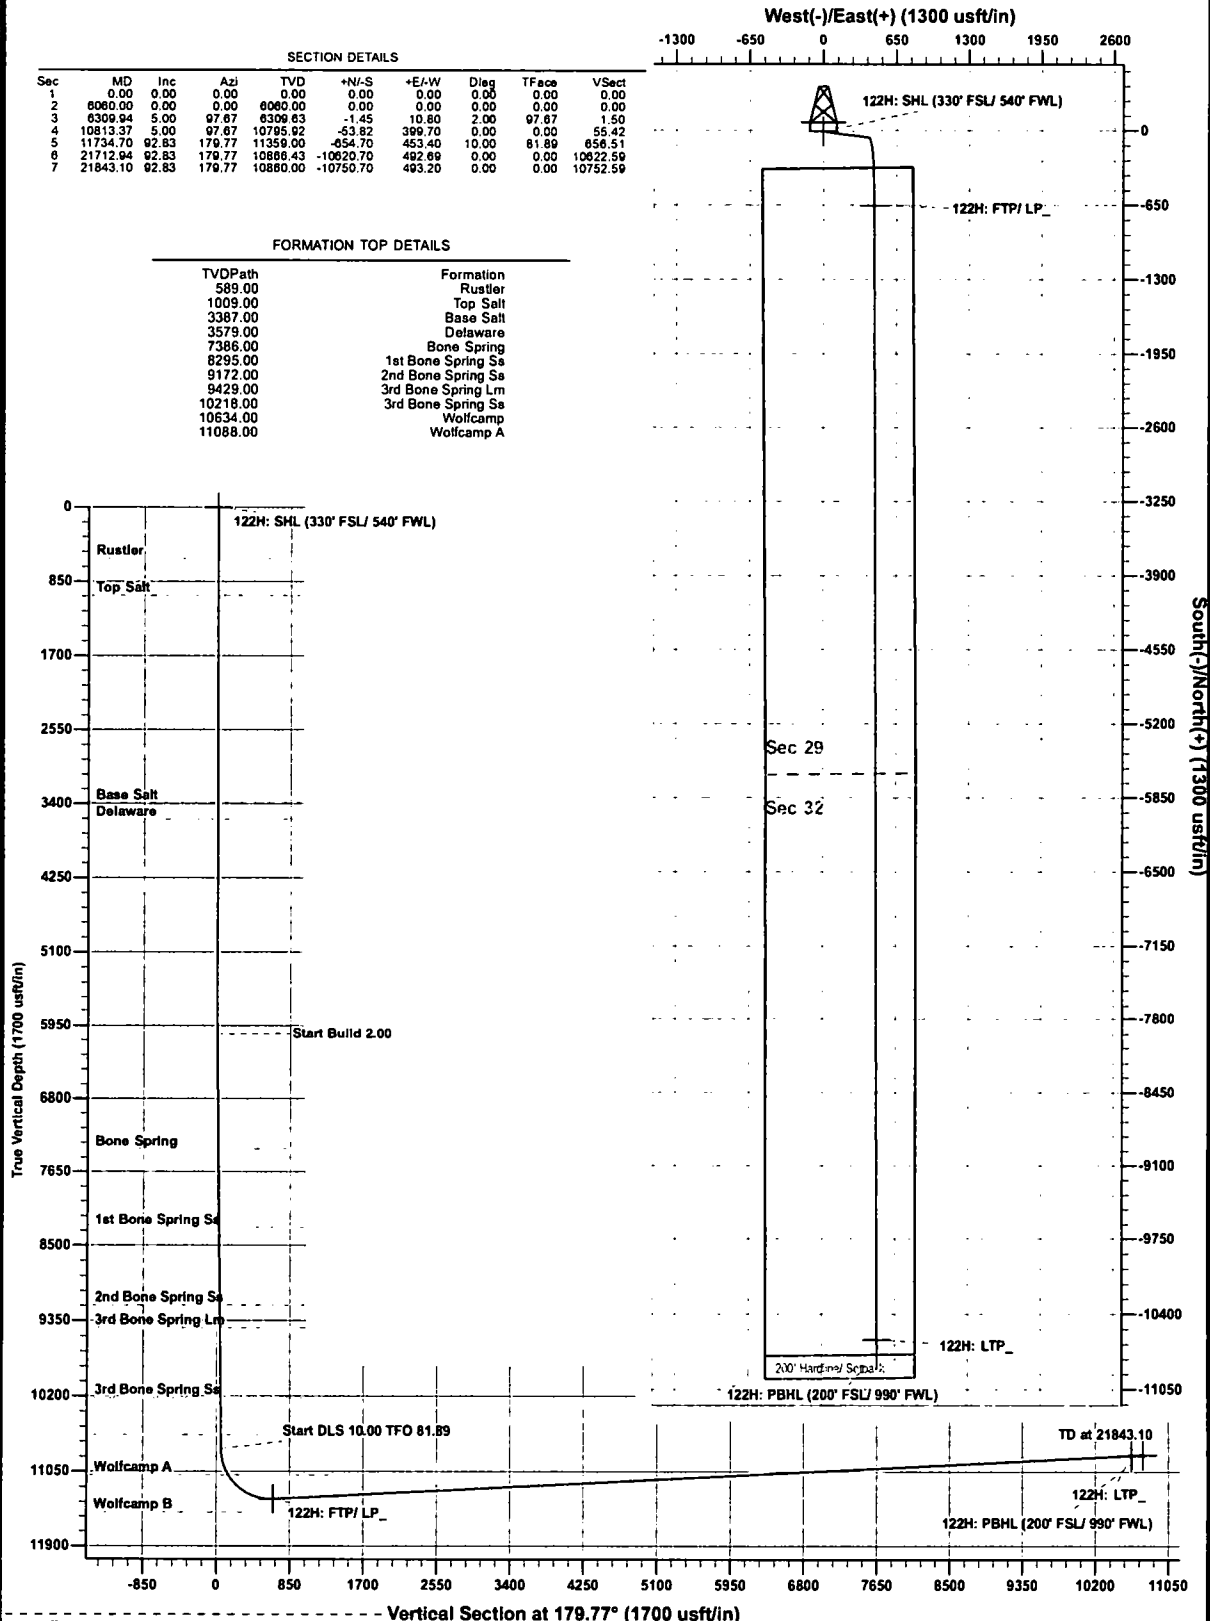 SECTION DETAILS
Sec MD Inc Azi TVD +N/-S +E/-W Dleg TFace VSect
1 0.00 0.00 0.00 0.00 0.00 0.00 0.00 0.00 0.00
2 6060.00 0.00 0.00 6060.00 0.00 0.00 0.00 0.00 0.00
3 6309.94 5.00 97.67 6309.63 -1.45 10.80 2.00 97.67 1.50
4 10813.37 5.00 97.67 10795.92 -53.82 399.70 0.00 0.00 55.42
5 11734.70 92.83 179.77 11359.00 -654.70 453.40 10.00 81.89 656.51
6 21712.94 92.83 179.77 10866.43 -10620.70 492.69 0.00 0.00 10622.59
7 21843.10 92.83 179.77 10860.00 -10750.70 493.20 0.00 0.00 10752.59
FORMATION TOP DETAILS
TVDPath Formation
589.00 Rustler
1009.00 Top Salt
3387.00 Base Salt
3579.00 Delaware
7386.00 Bone Spring
8295.00 1st Bone Spring Ss
9172.00 2nd Bone Spring Ss
9429.00 3rd Bone Spring Lm
10218.00 3rd Bone Spring Ss
10634.00 Wolfcamp
11088.00 Wolfcamp A
West(-)/East(+) (1300 usft/in)
-1300 -650 0 650 1300 1950 2600
122H: SHL (330' FSL/ 540' FWL)
0
122H: FTP/ LP_
-650
-1300
-1950
-2600
-3250
-3900
-4550
-5200
Sec 29
-5850
Sec 32
-6500
-7150
-7800
-8450
-9100
-9750
-10400
122H: LTP_
200' Hardline/ Setback
-11050
122H: PBHL (200' FSL/ 990' FWL)
South(-)/North(+) (1300 usft/in)
0
122H: SHL (330' FSL/ 540' FWL)
Rustler
850
Top Salt
1700
2550
Base Salt
3400
Delaware
4250
5100
5950
Start Build 2.00
6800
Bone Spring
7650
1st Bone Spring Ss
8500
2nd Bone Spring Ss
9350
3rd Bone Spring Lm
10200
3rd Bone Spring Ss
Start DLS 10.00 TFO 81.89
TD at 21843.10
11050
Wolfcamp A
Wolfcamp B
122H: FTP/ LP_
122H: LTP_
122H: PBHL (200' FSL/ 990' FWL)
11900
True Vertical Depth (1700 usft/in)
-850 0 850 1700 2550 3400 4250 5100 5950 6800 7650 8500 9350 10200 11050
Vertical Section at 179.77° (1700 usft/in)